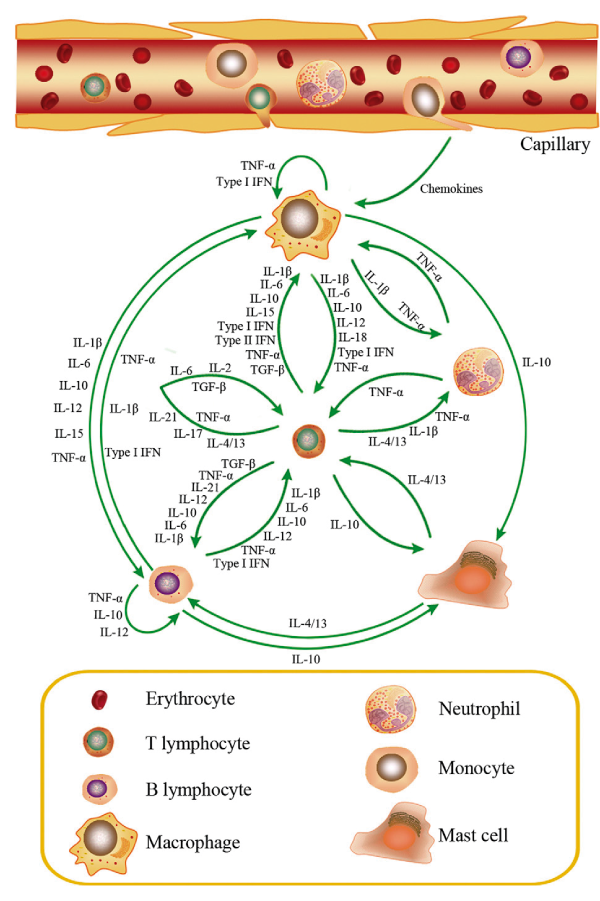 Capillary
Chemokines
TNF-α
Type I IFN
TNF-α
IL-1β
TNF-α
IL-10
IL-1β
IL-6
IL-10
IL-15
Type I IFN
Type II IFN
TNF-α
TGF-β
IL-1β
IL-6
IL-10
IL-12
IL-18
Type I IFN
TNF-α
IL-1β
IL-6
IL-10
IL-12
IL-15
TNF-α
TNF-α
IL-1β
Type I IFN
IL-6 IL-2
TGF-β
IL-21 TNF-α
IL-17 IL-4/13
TNF-α
TNF-α
IL-4/13 IL-1β
TGF-β
TNF-α
IL-21
IL-12
IL-10
IL-6
IL-1β
IL-1β
IL-6
IL-10
IL-12
TNF-α
Type I IFN
IL-4/13
IL-10
TNF-α
IL-10
IL-12
IL-4/13
IL-10
Erythrocyte
T lymphocyte
B lymphocyte
Macrophage
Neutrophil
Monocyte
Mast cell